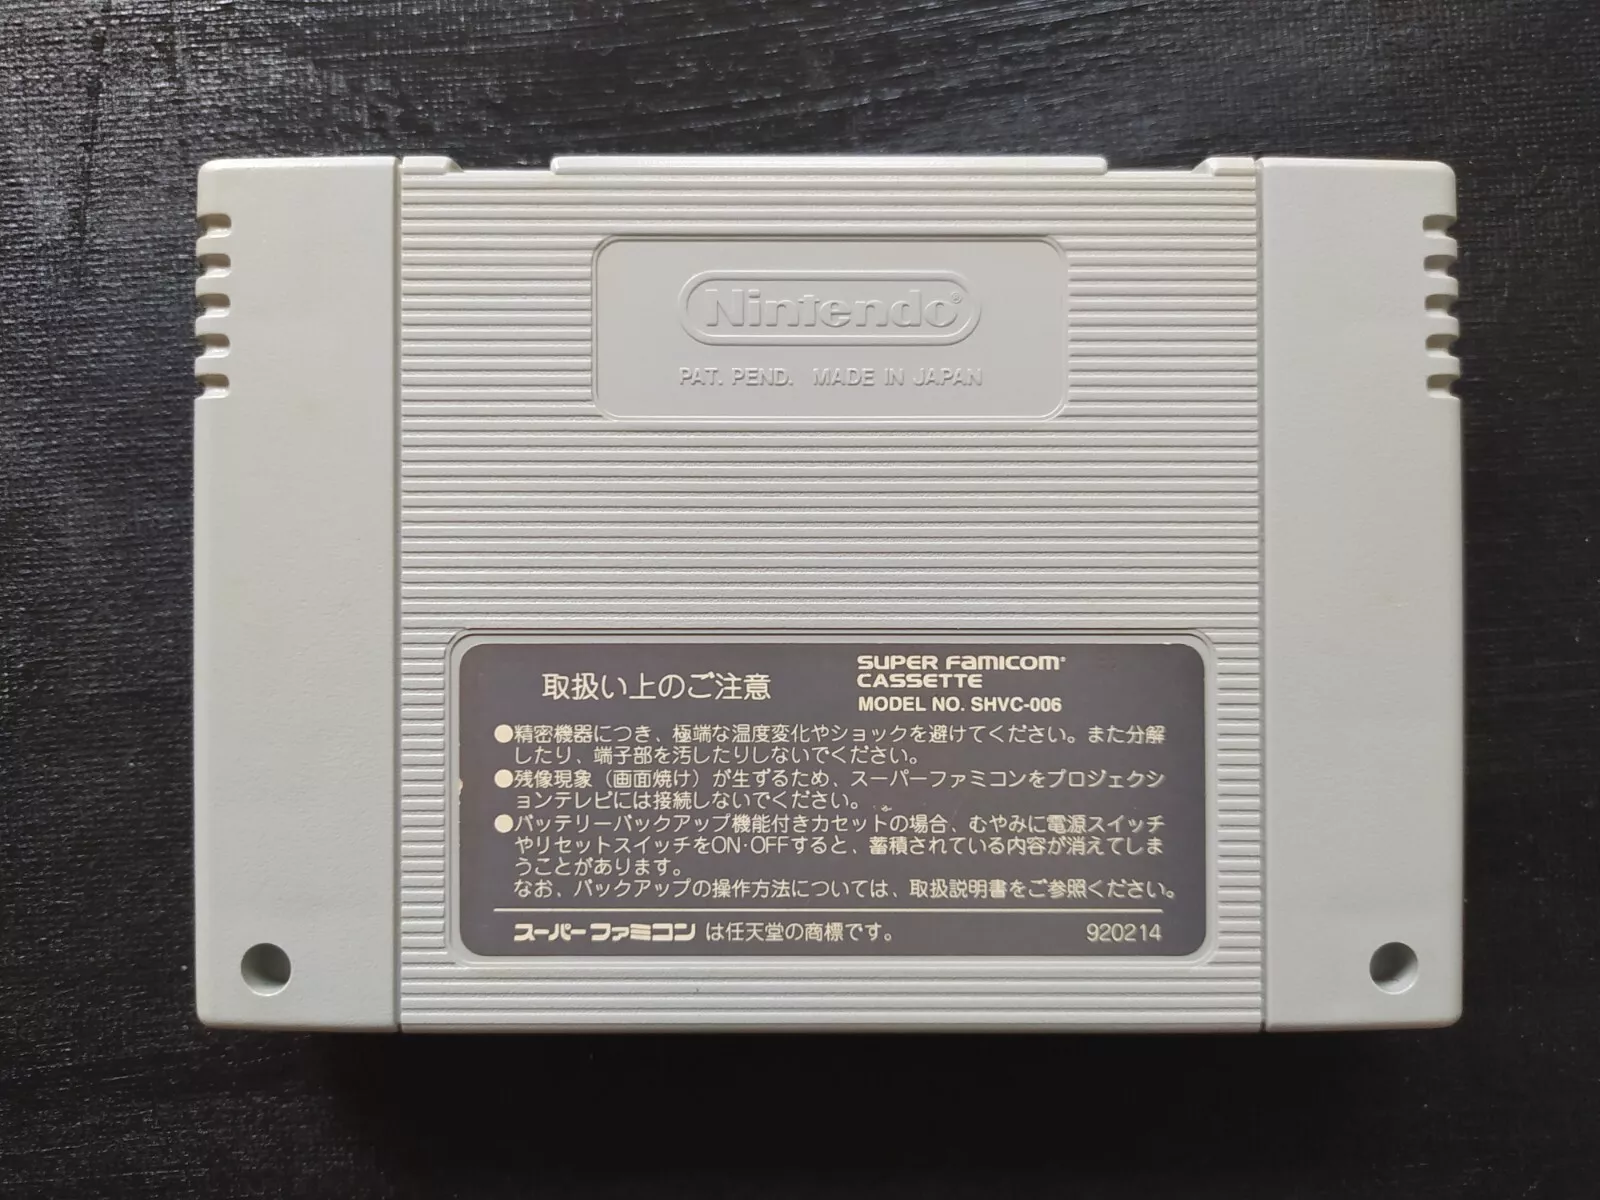 Nintendo®
PAT. PEND. MADE IN JAPAN
取扱い上のご注意
SUPER FAMICOM®
CASSETTE
MODEL NO. SHVC-006
●精密機器につき、極端な温度変化やショックを避けてください。また分解
したり、端子部を汚したりしないでください。
●残像現象（画面焼け）が生ずるため、スーパーファミコンをプロジェクシ
ョンテレビには接続しないでください。
●バッテリーバックアップ機能付きカセットの場合、むやみに電源スイッチ
やリセットスイッチをON·OFFすると、蓄積されている内容が消えてしま
うことがあります。
なお、バックアップの操作方法については、取扱説明書をご参照ください。
スーパーファミコン は任天堂の商標です。 920214